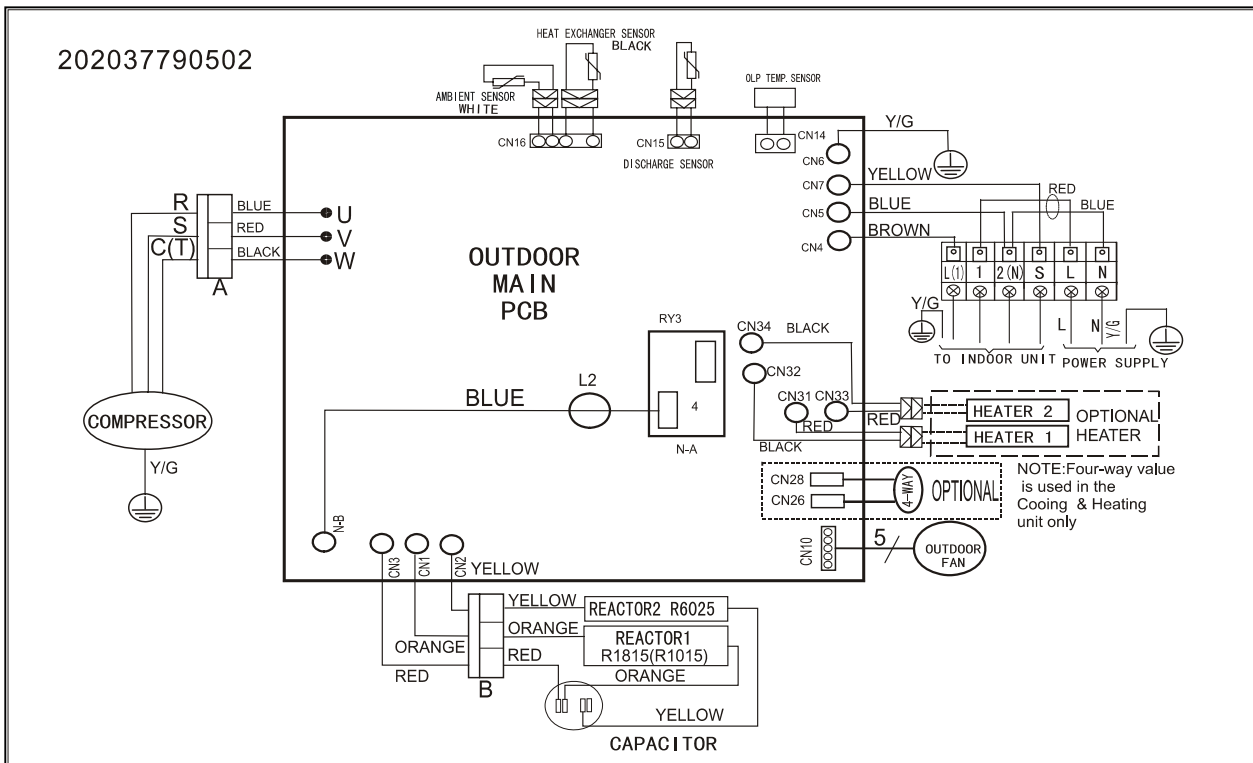 202037790502
HEAT EXCHANGER SENSOR
BLACK
AMBIENT SENSOR
WHITE
OLP TEMP. SENSOR
CN16
CN15
CN14
DISCHARGE SENSOR
Y/G
CN6
CN7
YELLOW
RED
CN5
BLUE
BLUE
CN4
BROWN
L(1) 1 2(N) S L N
Y/G
L
N
Y/G
TO INDOOR UNIT
POWER SUPPLY
R
S
C(T)
BLUE
RED
BLACK
U
V
W
A
OUTDOOR
MAIN
PCB
COMPRESSOR
Y/G
RY3
4
N-A
L2
BLUE
N-B
CN34
BLACK
CN32
CN31
CN33
RED
RED
BLACK
HEATER 2
HEATER 1
OPTIONAL
HEATER
CN28
CN26
4-WAY
OPTIONAL
NOTE:Four-way value
is used in the
Cooing & Heating
unit only
CN10
5
OUTDOOR
FAN
CN3
CN1
CN2
YELLOW
ORANGE
RED
B
YELLOW
ORANGE
RED
REACTOR2 R6025
REACTOR1
R1815(R1015)
ORANGE
YELLOW
CAPACITOR